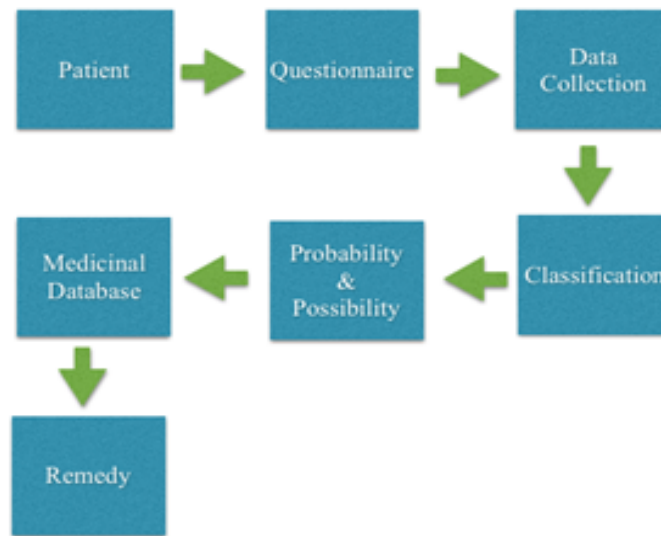 Patient
Questionnaire
Data
Collection
Classification
Probability
&
Possibility
Medicinal
Database
Remedy